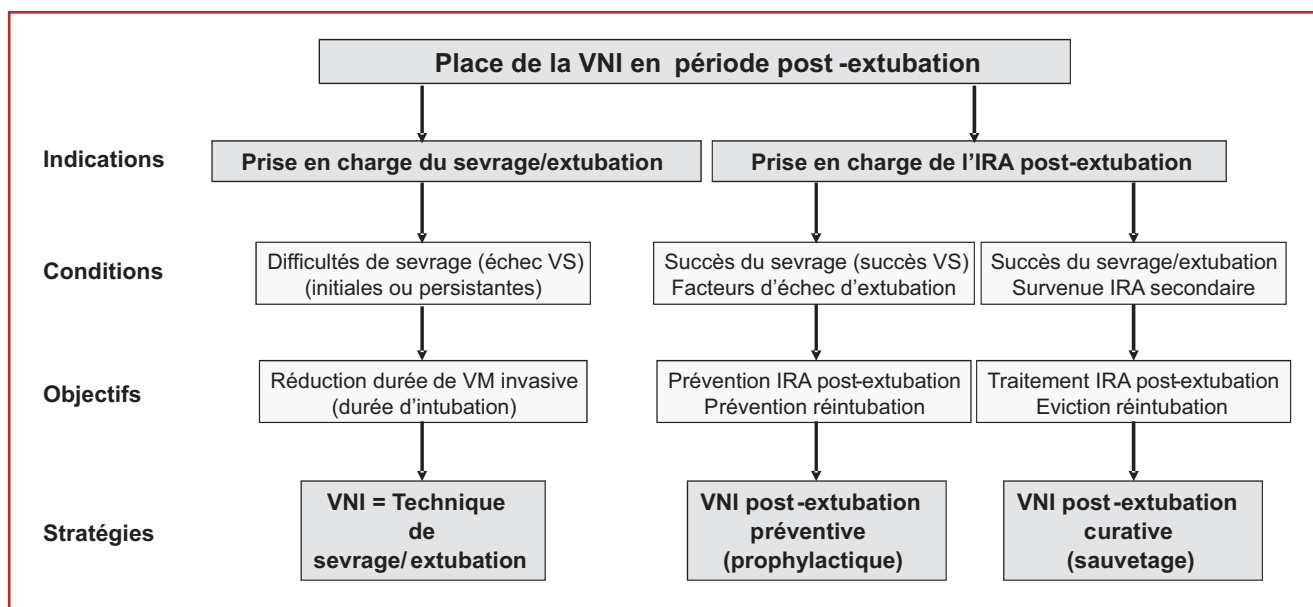 Place de la VNI en période post-extubation
Indications
Prise en charge du sevrage/extubation
Prise en charge de l'IRA post-extubation
Conditions
Difficultés de sevrage (échec VS)
(initiales ou persistantes)
Succès du sevrage (succès VS)
Facteurs d'échec d'extubation
Succès du sevrage/extubation
Survenue IRA secondaire
Objectifs
Réduction durée de VM invasive
(durée d'intubation)
Prévention IRA post-extubation
Prévention réintubation
Traitement IRA post-extubation
Eviction réintubation
Stratégies
VNI = Technique
de
sevrage/extubation
VNI post-extubation
préventive
(prophylactique)
VNI post-extubation
curative
(sauvetage)